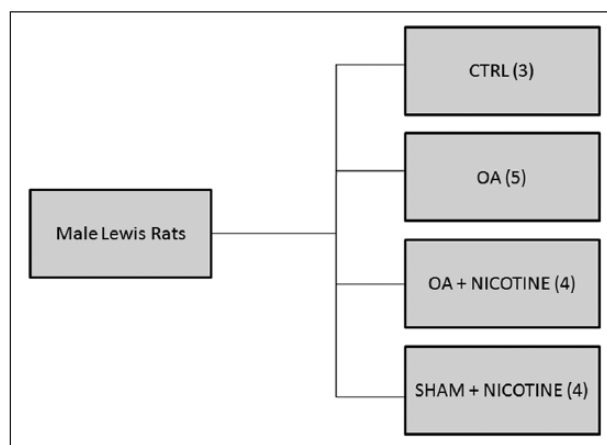 Male Lewis Rats
CTRL (3)
OA (5)
OA + NICOTINE (4)
SHAM + NICOTINE (4)